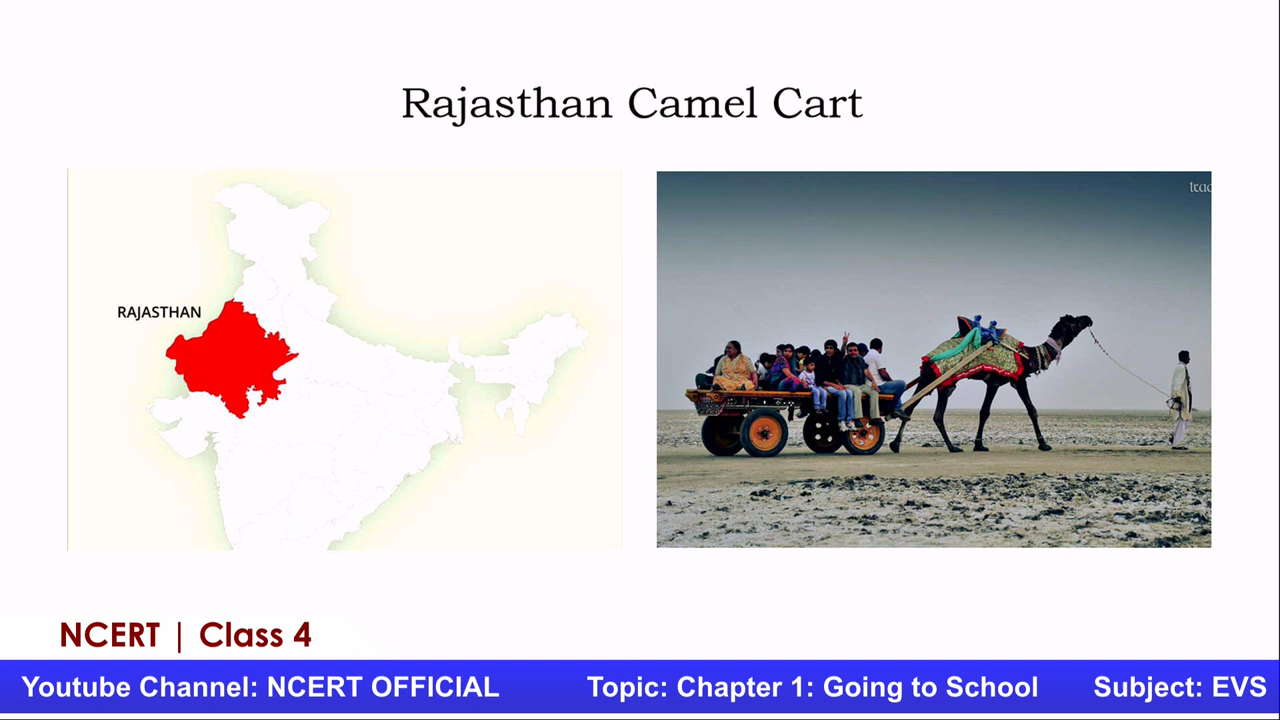 Rajasthan Camel Cart
RAJASTHAN
NCERT | Class 4
Youtube Channel: NCERT OFFICIAL Topic: Chapter 1: Going to School Subject: EVS